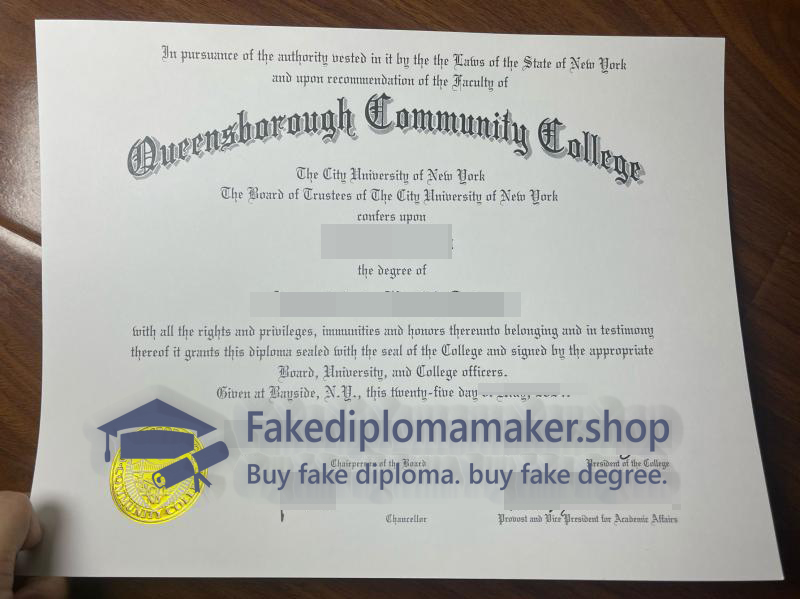 In pursuance of the authority vested in it by the the Laws of the State of New York
and upon recommendation of the Faculty of
Queensborough Community College
The City University of New York
The Board of Trustees of The City University of New York
confers upon
the degree of
with all the rights and privileges, immunities and honors thereunto belonging and in testimony
thereof it grants this diploma sealed with the seal of the College and signed by the appropriate
Board, University, and College officers.
Given at Bayside, N.Y., this twenty-five day
Fakediplomamaker.shop
Chairperson of the Board
President of the College
Buy fake diploma. buy fake degree.
COMMUNITY
Chancellor
Provost and Vice President for Academic Affairs